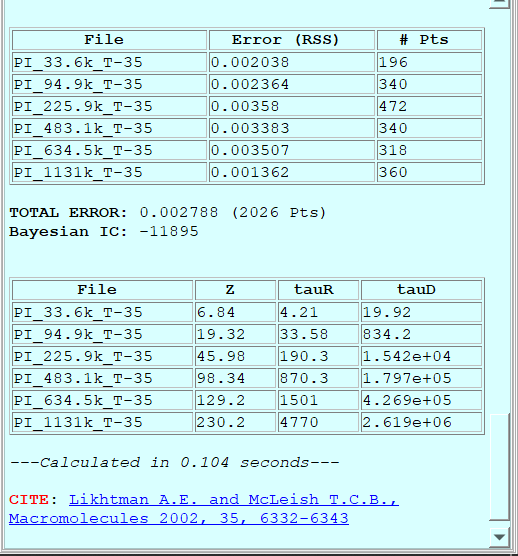 File Error (RSS) # Pts
PI_33.6k_T-35 0.002038 196
PI_94.9k_T-35 0.002364 340
PI_225.9k_T-35 0.00358 472
PI_483.1k_T-35 0.003383 340
PI_634.5k_T-35 0.003507 318
PI_1131k_T-35 0.001362 360
TOTAL ERROR: 0.002788 (2026 Pts)
Bayesian IC: -11895
File Z tauR tauD
PI_33.6k_T-35 6.84 4.21 19.92
PI_94.9k_T-35 19.32 33.58 834.2
PI_225.9k_T-35 45.98 190.3 1.542e+04
PI_483.1k_T-35 98.34 870.3 1.797e+05
PI_634.5k_T-35 129.2 1501 4.269e+05
PI_1131k_T-35 230.2 4770 2.619e+06
---Calculated in 0.104 seconds---
CITE: Likhtman A.E. and McLeish T.C.B.,
Macromolecules 2002, 35, 6332-6343